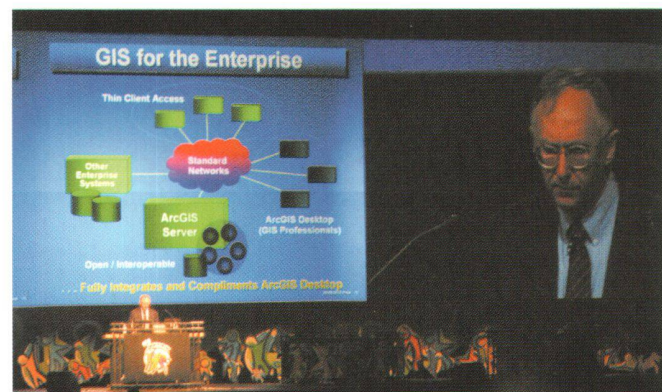 GIS for the Enterprise
Thin Client Access
Other
Enterprise
Systems
Standard
Networks
ArcGIS
Server
ArcGIS Desktop
(GIS Professionals)
Open / Interoperable
Fully Integrates and Compliments ArcGIS Desktop